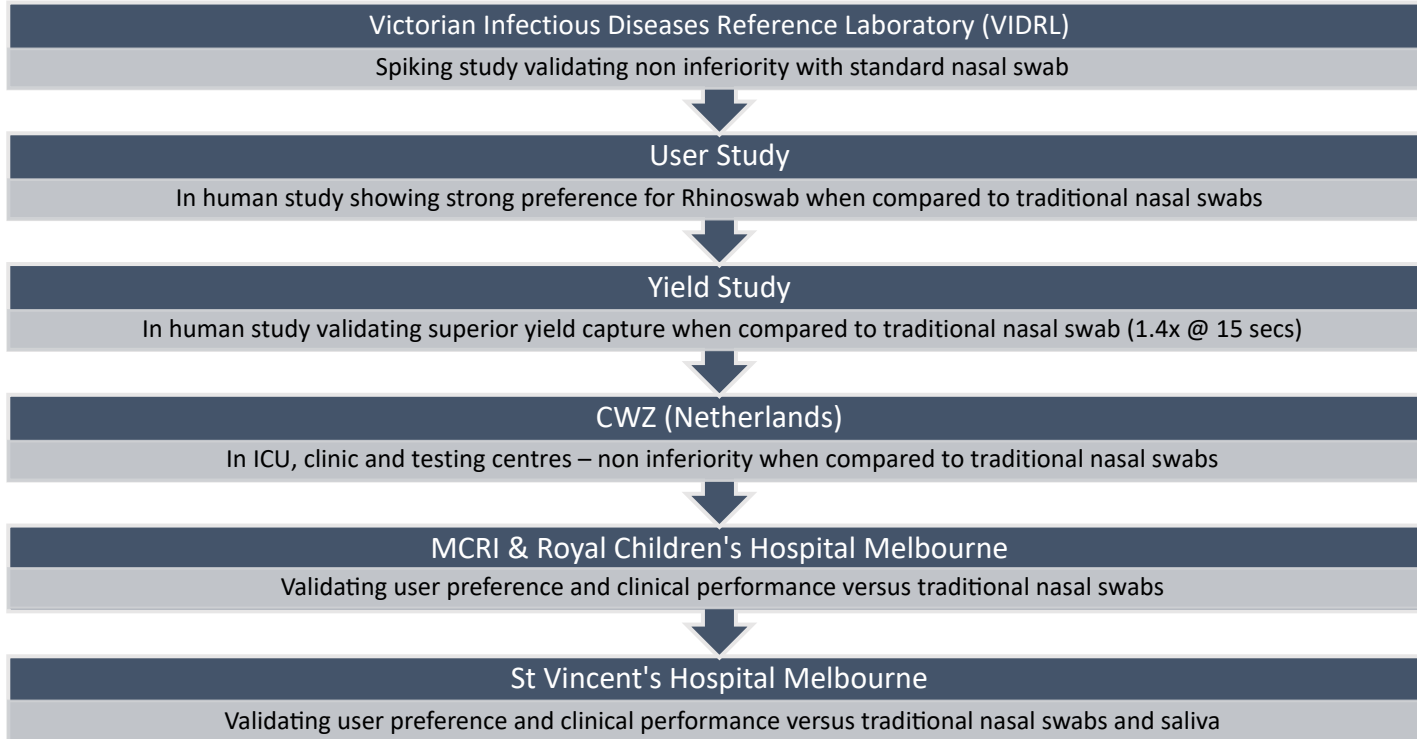 Victorian Infectious Diseases Reference Laboratory (VIDRL)
Spiking study validating non inferiority with standard nasal swab
User Study
In human study showing strong preference for Rhinoswab when compared to traditional nasal swabs
Yield Study
In human study validating superior yield capture when compared to traditional nasal swab (1.4x @ 15 secs)
CWZ (Netherlands)
In ICU, clinic and testing centres – non inferiority when compared to traditional nasal swabs
MCRI & Royal Children's Hospital Melbourne
Validating user preference and clinical performance versus traditional nasal swabs
St Vincent's Hospital Melbourne
Validating user preference and clinical performance versus traditional nasal swabs and saliva